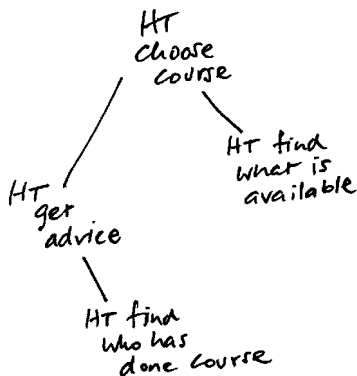 HT
choose
course
HT find
what is
available
HT
get
advice
HT find
who has
done course